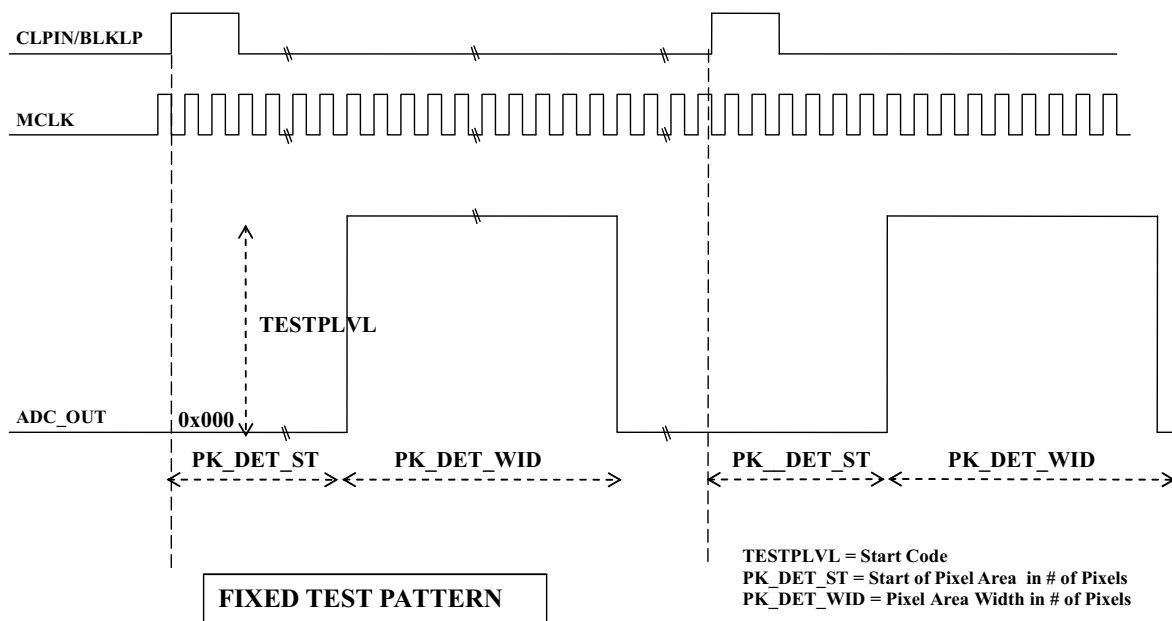 CLPIN/BLKLP
MCLK
TESTPLVL
ADC_OUT
0x000
PK_DET_ST
PK_DET_WID
PK__DET_ST
PK_DET_WID
TESTPLVL = Start Code
PK_DET_ST = Start of Pixel Area in # of Pixels
PK_DET_WID = Pixel Area Width in # of Pixels
FIXED TEST PATTERN